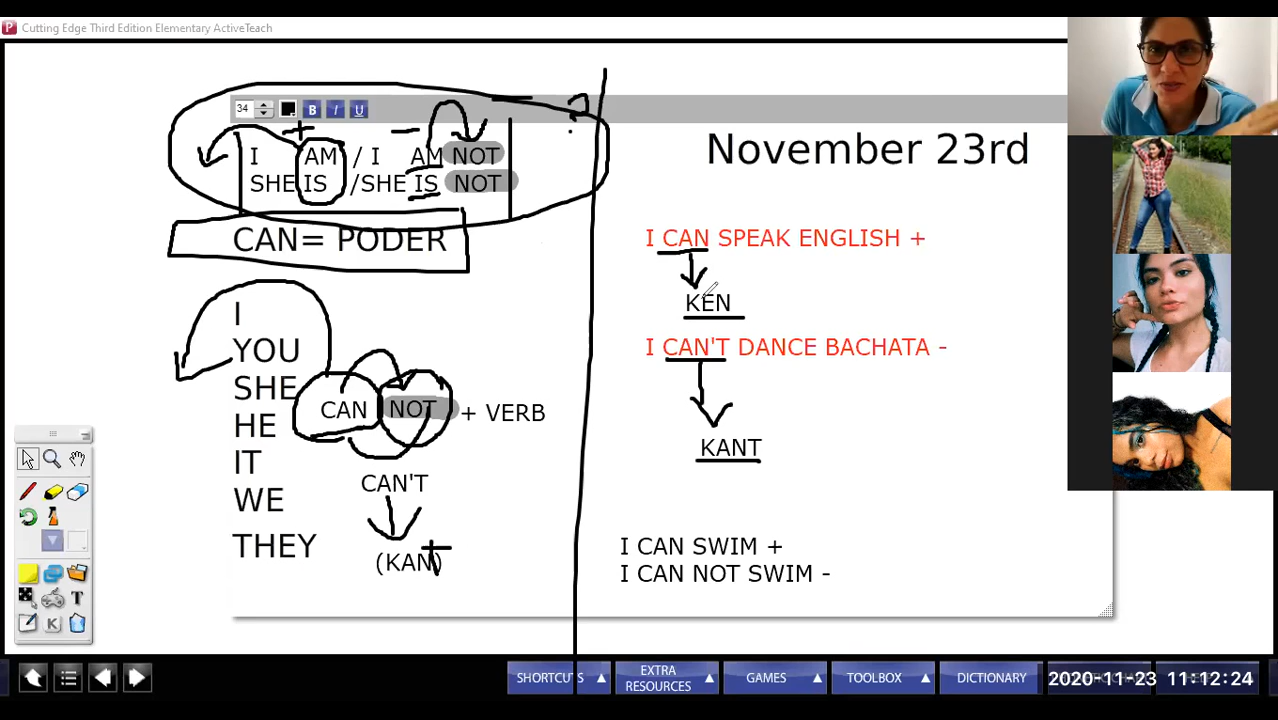 Cutting Edge Third Edition Elementary ActiveTeach
34 B I U
+ - ?
I AM / I AM NOT
SHE IS /SHE IS NOT
CAN= PODER
I
YOU
SHE
HE
IT
WE
THEY
CAN NOT + VERB
CAN'T
(KAN) T
November 23rd
I CAN SPEAK ENGLISH +
KEN
I CAN'T DANCE BACHATA -
KANT
I CAN SWIM +
I CAN NOT SWIM -
T
K
SHORTCUTS
EXTRA RESOURCES
GAMES
TOOLBOX
DICTIONARY
2020-11-23 11:12:24